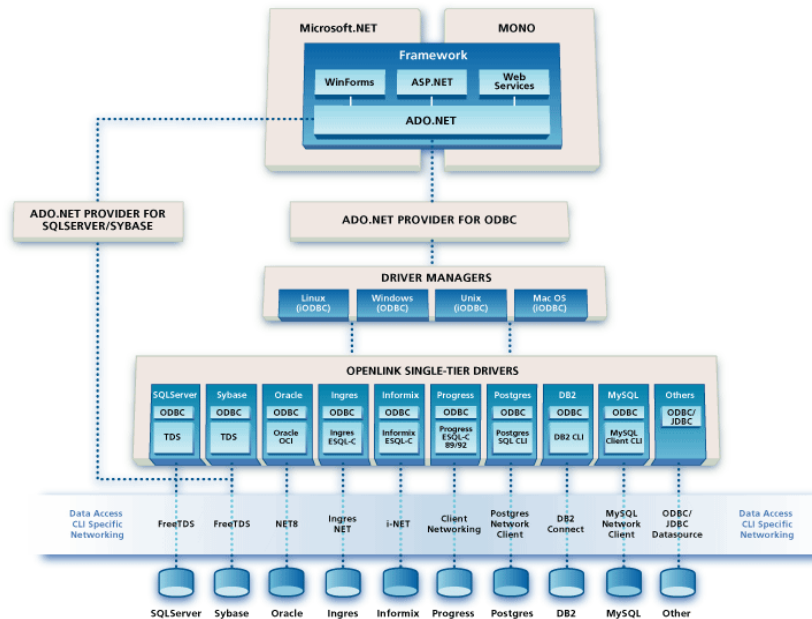 Microsoft.NET
MONO
Framework
WinForms
ASP.NET
Web
Services
ADO.NET
ADO.NET PROVIDER FOR
SQLSERVER/SYBASE
ADO.NET PROVIDER FOR ODBC
DRIVER MANAGERS
Linux
(iODBC)
Windows
(ODBC)
Unix
(iODBC)
Mac OS
(iODBC)
OPENLINK SINGLE-TIER DRIVERS
SQLServer
ODBC
TDS
Sybase
ODBC
TDS
Oracle
ODBC
Oracle
OCI
Ingres
ODBC
Ingres
ESQL-C
Informix
ODBC
Informix
ESQL-C
Progress
ODBC
Progress
ESQL-C
89/92
Postgres
ODBC
Postgres
SQL CLI
DB2
ODBC
DB2 CLI
MySQL
ODBC
MySQL
Client CLI
Others
ODBC/
JDBC
Data Access
CLI Specific
Networking
FreeTDS
FreeTDS
NET8
Ingres
NET
i-NET
Client
Networking
Postgres
Network
Client
DB2
Connect
MySQL
Network
Client
ODBC/
JDBC
Datasource
Data Access
CLI Specific
Networking
SQLServer
Sybase
Oracle
Ingres
Informix
Progress
Postgres
DB2
MySQL
Other